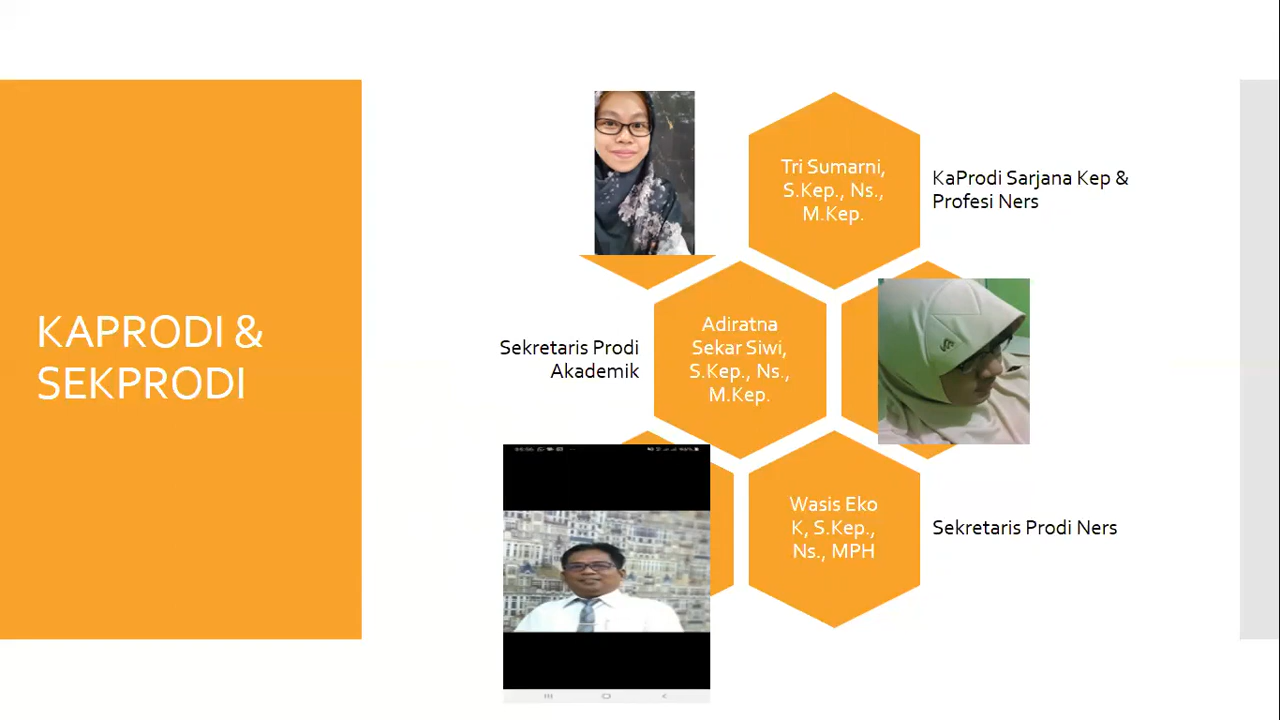 KAPRODI &
SEKPRODI
Tri Sumarni,
S.Kep., Ns.,
M.Kep.
KaProdi Sarjana Kep &
Profesi Ners
Sekretaris Prodi
Akademik
Adiratna
Sekar Siwi,
S.Kep., Ns.,
M.Kep.
Wasis Eko
K, S.Kep.,
Ns., MPH
Sekretaris Prodi Ners